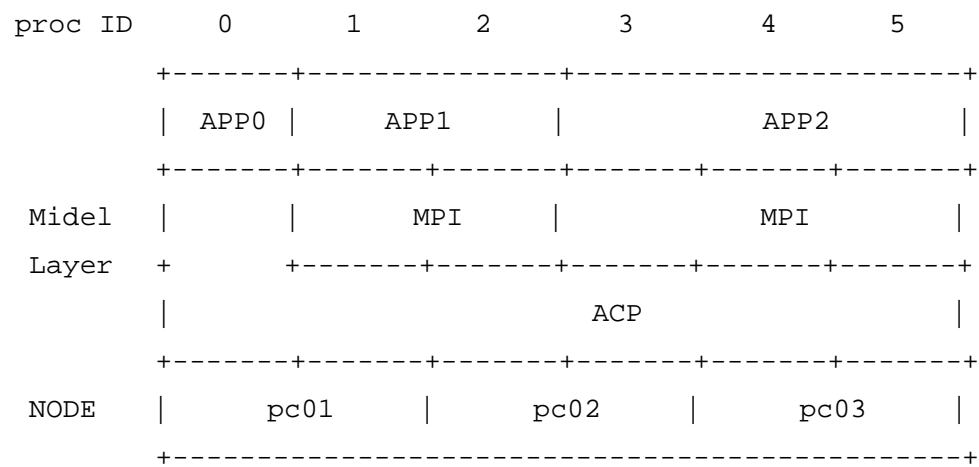 proc ID 0 1 2 3 4 5
+-------+---------------+-----------------------+
| APP0 | APP1 | APP2 |
+-------+-------+-------+-------+-------+-------+
Midel | | MPI | MPI |
Layer + +-------+-------+-------+-------+-------+
| ACP |
+-------+-------+-------+-------+-------+-------+
NODE | pc01 | pc02 | pc03 |
+-----------------------------------------------+